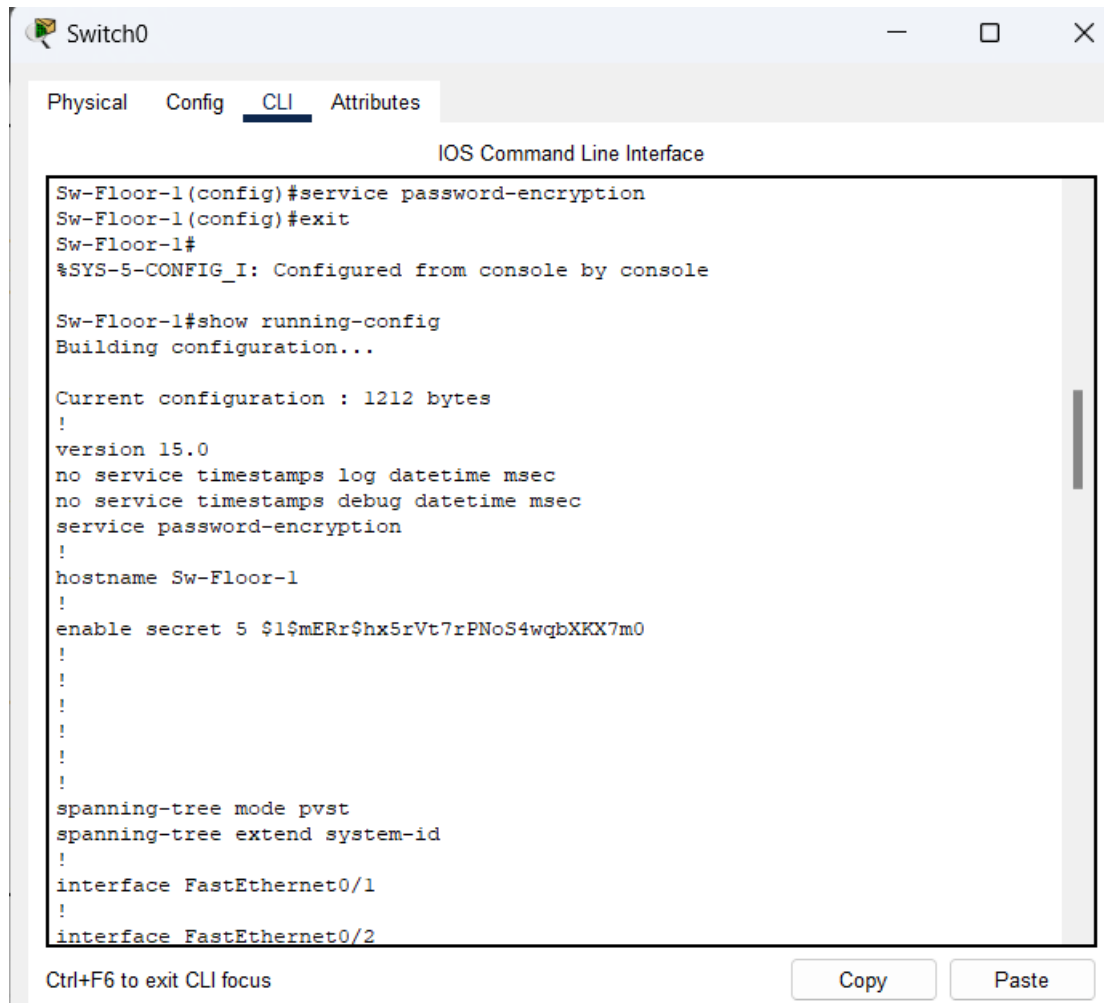 Switch0
Physical Config CLI Attributes
IOS Command Line Interface
Sw-Floor-1(config)#service password-encryption
Sw-Floor-1(config)#exit
Sw-Floor-1#
%SYS-5-CONFIG_I: Configured from console by console
Sw-Floor-1#show running-config
Building configuration...
Current configuration : 1212 bytes
!
version 15.0
no service timestamps log datetime msec
no service timestamps debug datetime msec
service password-encryption
!
hostname Sw-Floor-1
!
enable secret 5 $1$mERr$hx5rVt7rPNoS4wqbXKX7m0
!
!
!
!
!
!
spanning-tree mode pvst
spanning-tree extend system-id
!
interface FastEthernet0/1
!
interface FastEthernet0/2
Ctrl+F6 to exit CLI focus
Copy Paste